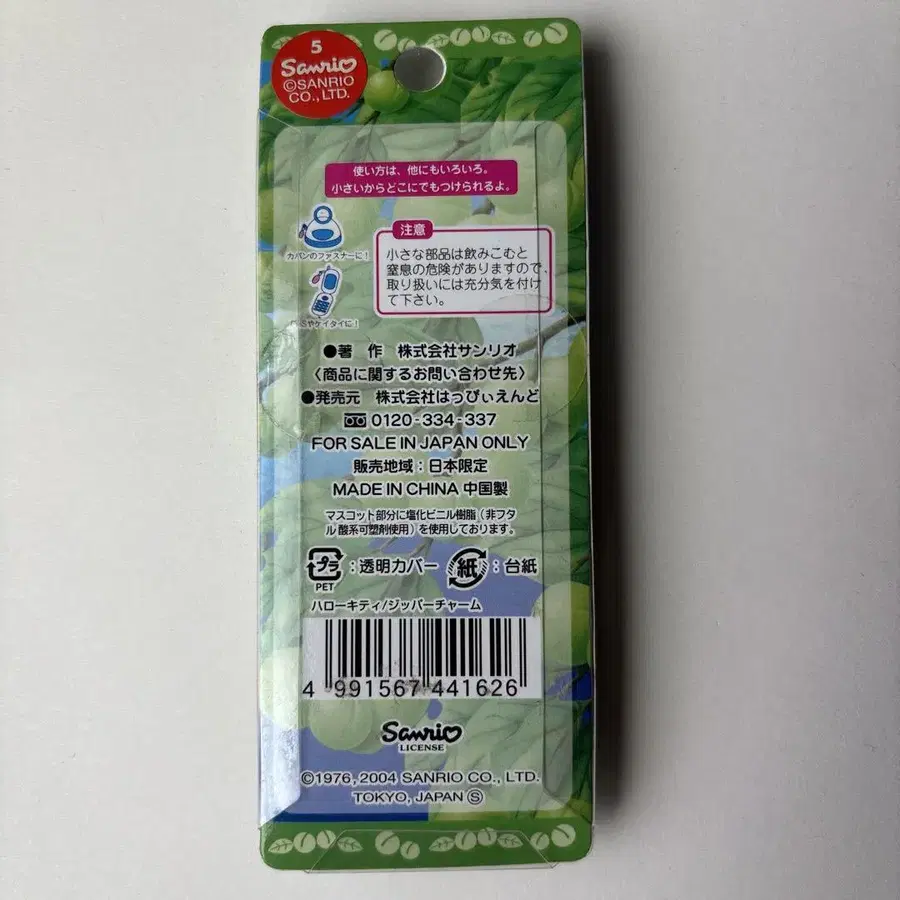 5
Sanrio
©SANRIO
CO., LTD.
使い方は、他にもいろいろ。
小さいからどこにでもつけられるよ。
カバンのファスナーに!
やケイタイに!
注意
小さな部品は飲みこむと
窒息の危険がありますので、
取り扱いには充分気を付け
て下さい。
●著 作 株式会社サンリオ
〈商品に関するお問い合わせ先〉
●発売元 株式会社はっぴぃえんど
0120-334-337
FOR SALE IN JAPAN ONLY
販売地域:日本限定
MADE IN CHINA 中国製
マスコット部分に塩化ビニル樹脂(非フタ
ル酸系可塑剤使用)を使用しております。
プラ:透明カバー 紙:台紙
PET
ハローキティ/ジッパーチャーム
4 991567 441626
Sanrio
LICENSE
©1976, 2004 SANRIO CO., LTD.
TOKYO, JAPAN Ⓢ